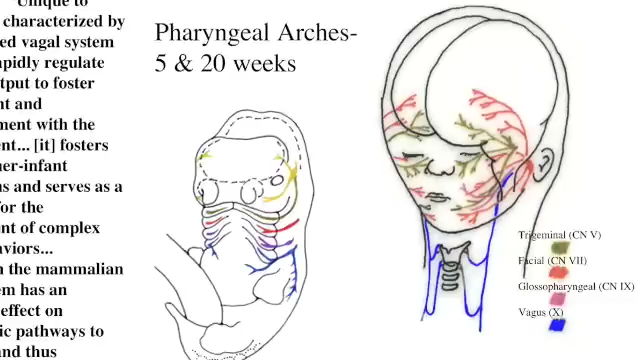 Unique to
characterized by
ed vagal system
apidly regulate
tput to foster
nt and
ment with the
ent... [it] fosters
her-infant
ns and serves as a
for the
ent of complex
aviors...
n the mammalian
em has an
effect on
ic pathways to
and thus
Pharyngeal Arches-
5 & 20 weeks
Trigeminal (CN V)
Facial (CN VII)
Glossopharyngeal (CN IX)
Vagus (X)